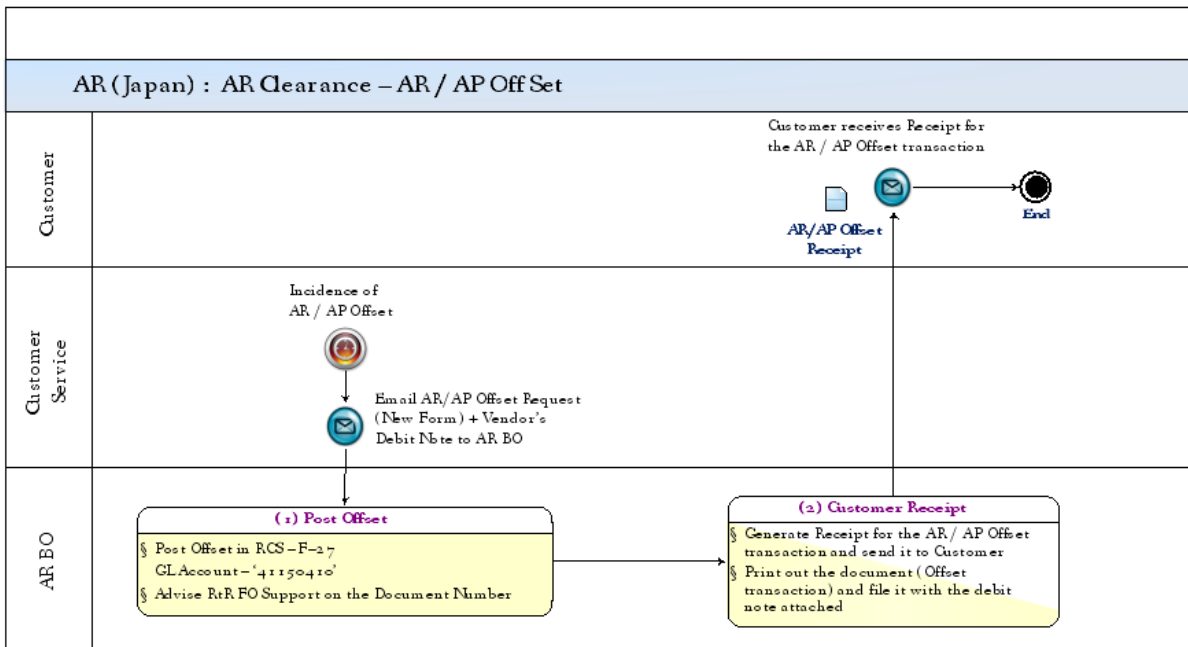 AR (Japan) : AR Clearance – AR / AP Off Set
Customer
Customer receives Receipt for
the AR / AP Offset transaction
AR/AP Offset
Receipt
End
Customer
Service
Incidence of
AR / AP Offset
Email AR/AP Offset Request
(New Form) + Vendor's
Debit Note to AR BO
AR BO
(1) Post Offset
§ Post Offset in RCS – F-27
GL Account – ‘41150410’
§ Advise RtR FO Support on the Document Number
(2) Customer Receipt
§ Generate Receipt for the AR / AP Offset
transaction and send it to Customer
§ Print out the document (Offset
transaction) and file it with the debit
note attached